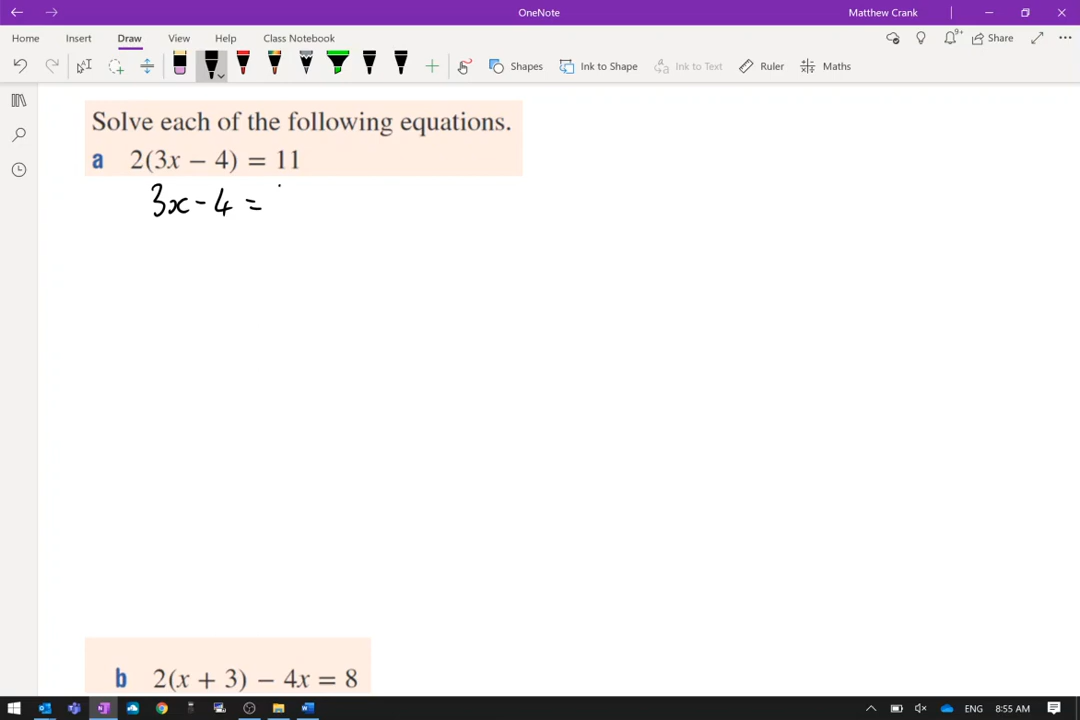 OneNote
Matthew Crank
Home Insert Draw View Help Class Notebook
9+ Share
Shapes Ink to Shape Ink to Text Ruler Maths
Solve each of the following equations.
a 2(3x − 4) = 11
3x - 4 =
b 2(x + 3) − 4x = 8
ENG 8:55 AM